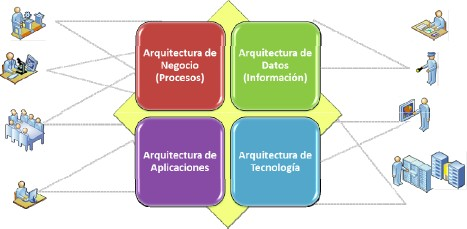 Arquitectura de
Negocio
(Procesos)
Arquitectura de
Datos
(Información)
Arquitectura de
Aplicaciones
Arquitectura de
Tecnología